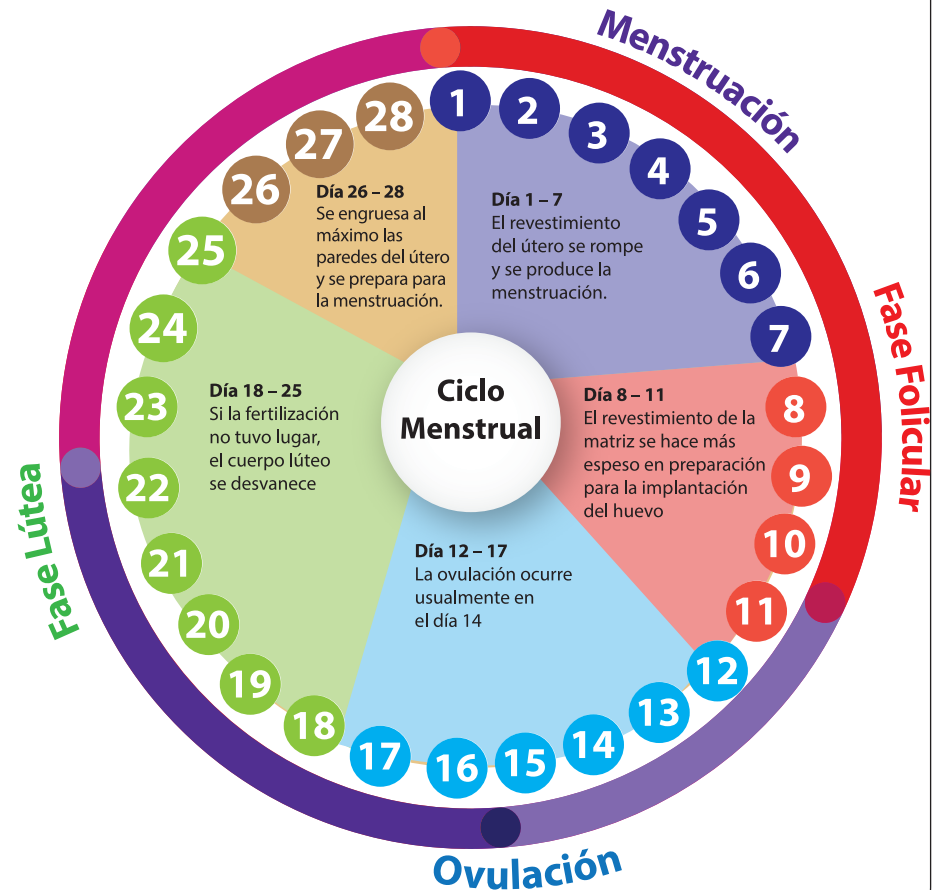 Menstruación
Fase Folicular
Ovulación
Fase Lútea
Ciclo
Menstrual
1
2
3
4
5
6
7
8
9
10
11
12
13
14
15
16
17
18
19
20
21
22
23
24
25
26
27
28
Día 1 – 7
El revestimiento
del útero se rompe
y se produce la
menstruación.
Día 8 – 11
El revestimiento de la
matriz se hace más
espeso en preparación
para la implantación
del huevo
Día 12 – 17
La ovulación ocurre
usualmente en
el día 14
Día 18 – 25
Si la fertilización
no tuvo lugar,
el cuerpo lúteo
se desvanece
Día 26 – 28
Se engruesa al
máximo las
paredes del útero
y se prepara para
la menstruación.